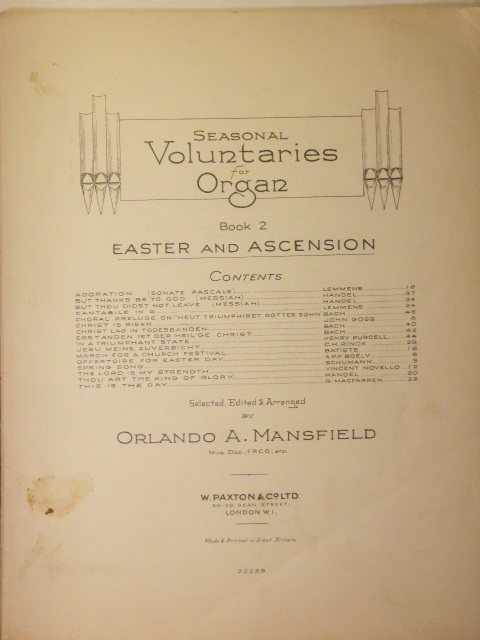 SEASONAL
Voluntaries
for
Organ
Book 2
EASTER AND ASCENSION
CONTENTS
ADORATION (SONATE PASCALE) LEMMENS 16
BUT THANKS BE TO GOD (MESSIAH) HANDEL 37
BUT THOU DIDST NOT LEAVE (MESSIAH) HANDEL 34
CANTABILE IN G LEMMENS 24
CHORAL PRELUDE ON "HEUT TRIUMPHIRET GOTTES SOHN" BACH 46
CHRIST IS RISEN JOHN GOSS 6
CHRIST LAG IN TODESBANDEN BACH 40
ERSTANDEN IST DER HEIL'GE CHRIST BACH 42
IN A TRIUMPHANT STATE HENRY PURCELL 44
JESU MEINE ZUVERSICHT C.H. RINCK 28
MARCH FOR A CHURCH FESTIVAL BATISTE 18
OFFERTOIRE FOR EASTER DAY A.P.F. BOËLY 8
SPRING SONG SCHUMANN 3
THE LORD IS MY STRENGTH VINCENT NOVELLO 12
THOU ART THE KING OF GLORY HANDEL 20
THIS IS THE DAY G. MACFARREN 22
Selected, Edited & Arranged
BY
ORLANDO A. MANSFIELD
Mus. Doc., F.R.C.O., etc.
W. PAXTON & CO LTD.
36-38, DEAN STREET,
LONDON. W.1.
Made & Printed in Great Britain
22238